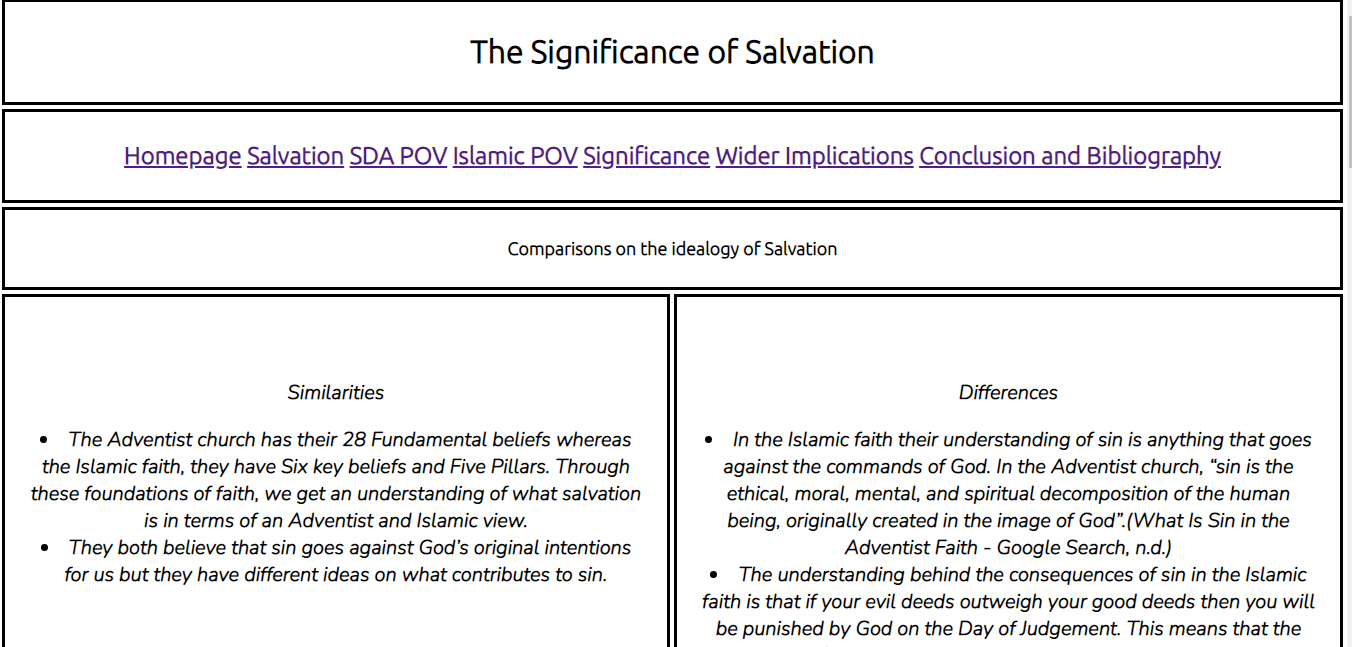 The Significance of Salvation
Homepage Salvation SDA POV Islamic POV Significance Wider Implications Conclusion and Bibliography
Comparisons on the idealogy of Salvation
Similarities
• The Adventist church has their 28 Fundamental beliefs whereas
the Islamic faith, they have Six key beliefs and Five Pillars. Through
these foundations of faith, we get an understanding of what salvation
is in terms of an Adventist and Islamic view.
• They both believe that sin goes against God’s original intentions
for us but they have different ideas on what contributes to sin.
Differences
• In the Islamic faith their understanding of sin is anything that goes
against the commands of God. In the Adventist church, “sin is the
ethical, moral, mental, and spiritual decomposition of the human
being, originally created in the image of God”.(What Is Sin in the
Adventist Faith - Google Search, n.d.)
• The understanding behind the consequences of sin in the Islamic
faith is that if your evil deeds outweigh your good deeds then you will
be punished by God on the Day of Judgement. This means that the